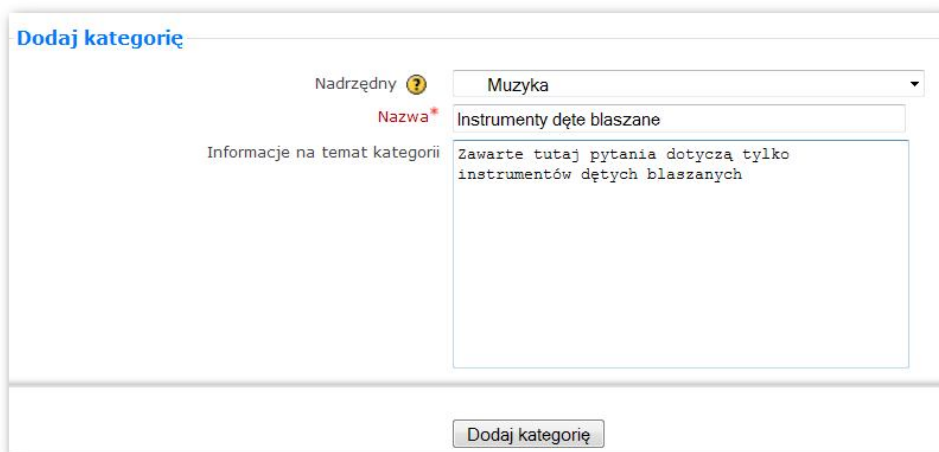 Dodaj kategorię
Nadrzędny ?
Muzyka
Nazwa*
Instrumenty dęte blaszane
Informacje na temat kategorii
Zawarte tutaj pytania dotyczą tylko
instrumentów dętych blaszanych
Dodaj kategorię